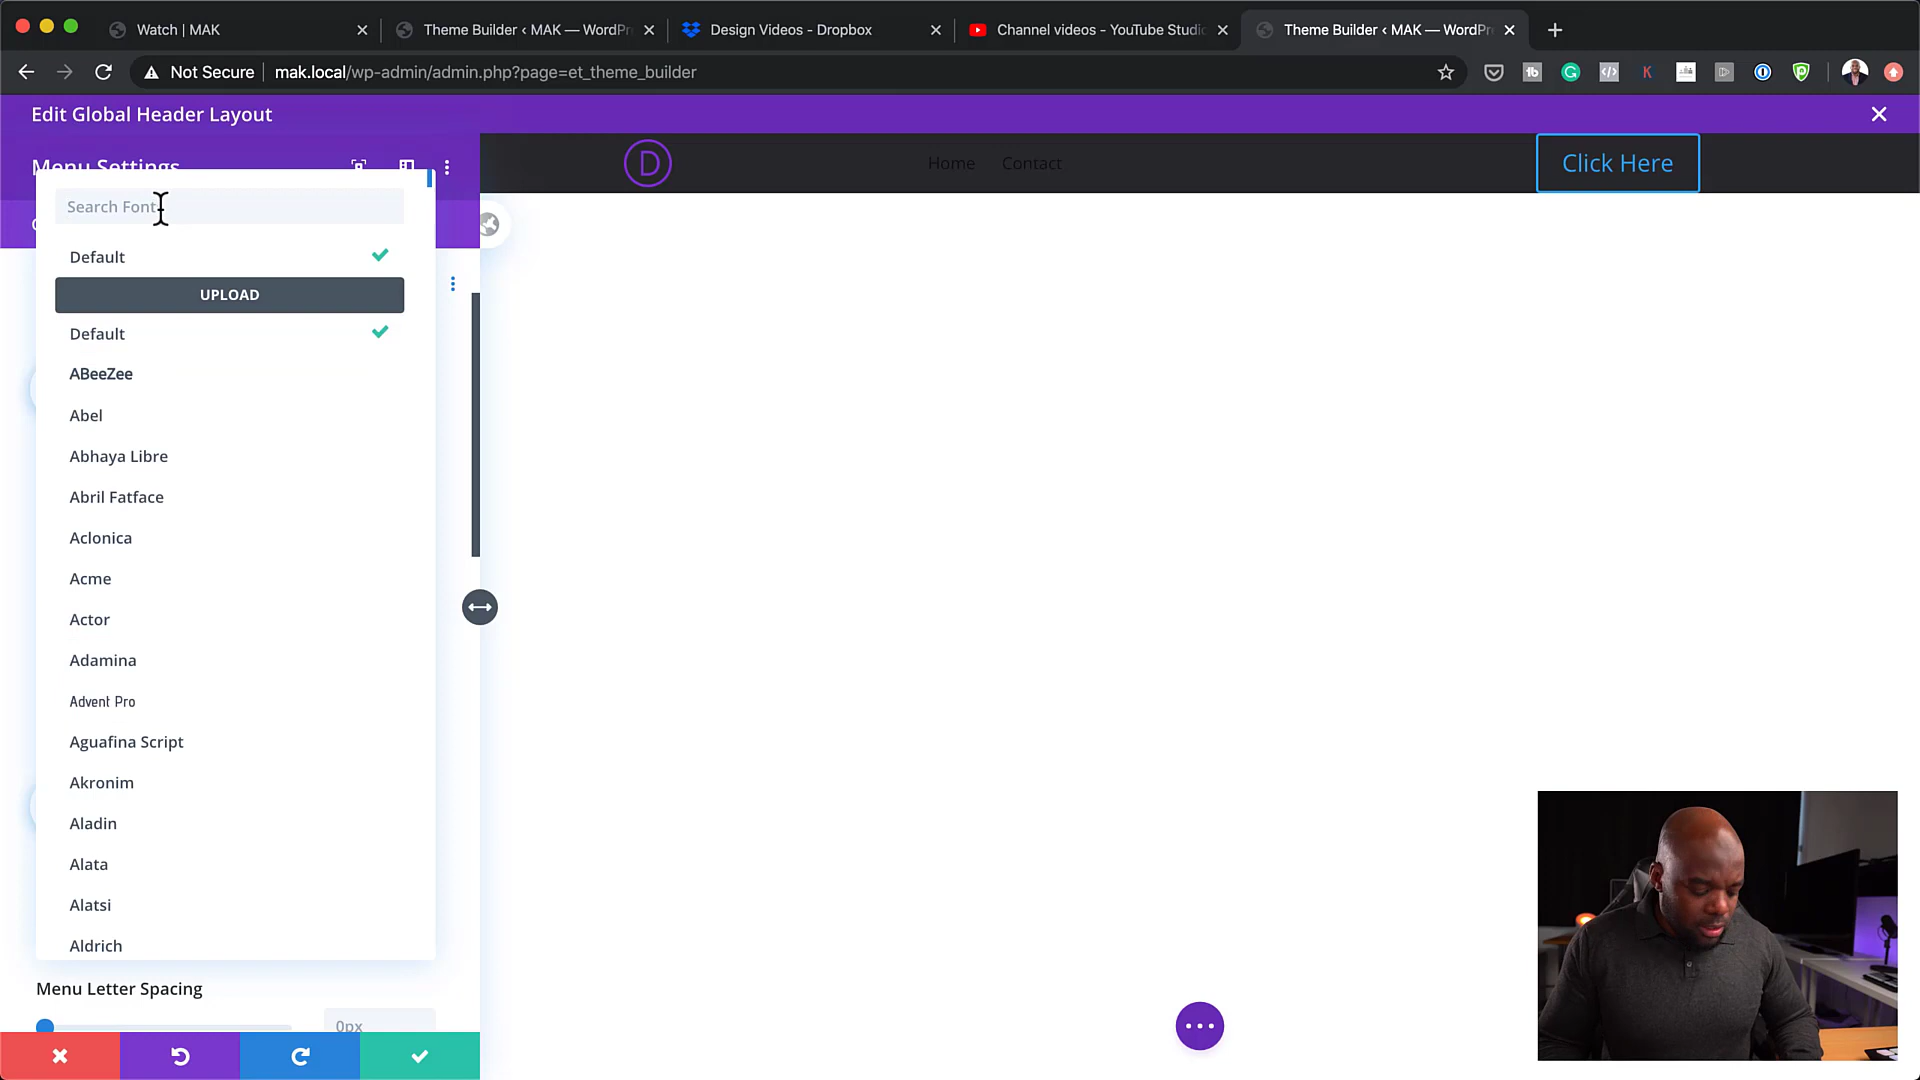 Watch | MAK
Theme Builder ‹ MAK — WordPr
Design Videos - Dropbox
Channel videos - YouTube Studio
Theme Builder ‹ MAK — WordPr
Not Secure
mak.local/wp-admin/admin.php?page=et_theme_builder
Edit Global Header Layout
Menu Settings
D
Home
Contact
Click Here
Search Font
Default
UPLOAD
Default
ABeeZee
Abel
Abhaya Libre
Abril Fatface
Aclonica
Acme
Actor
Adamina
Advent Pro
Aguafina Script
Akronim
Aladin
Alata
Alatsi
Aldrich
Menu Letter Spacing
0px